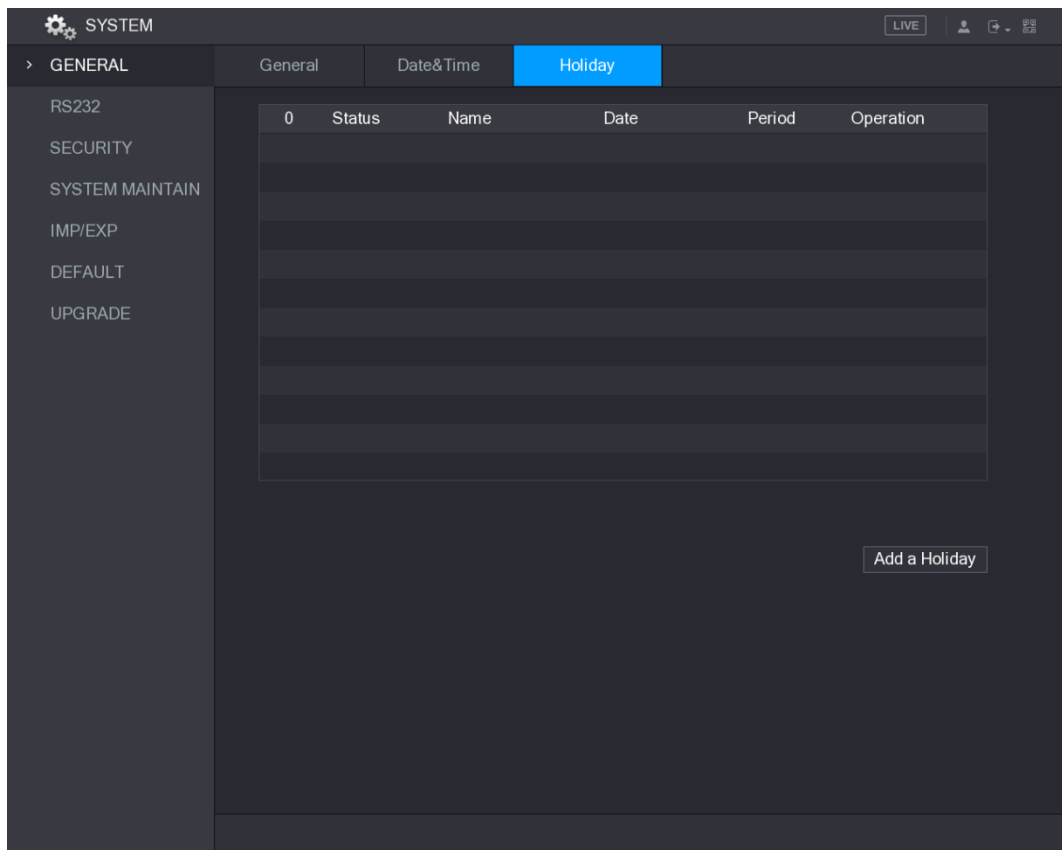 SYSTEM
LIVE
GENERAL
General Date&Time Holiday
RS232
SECURITY
SYSTEM MAINTAIN
IMP/EXP
DEFAULT
UPGRADE
0 Status Name Date Period Operation
Add a Holiday